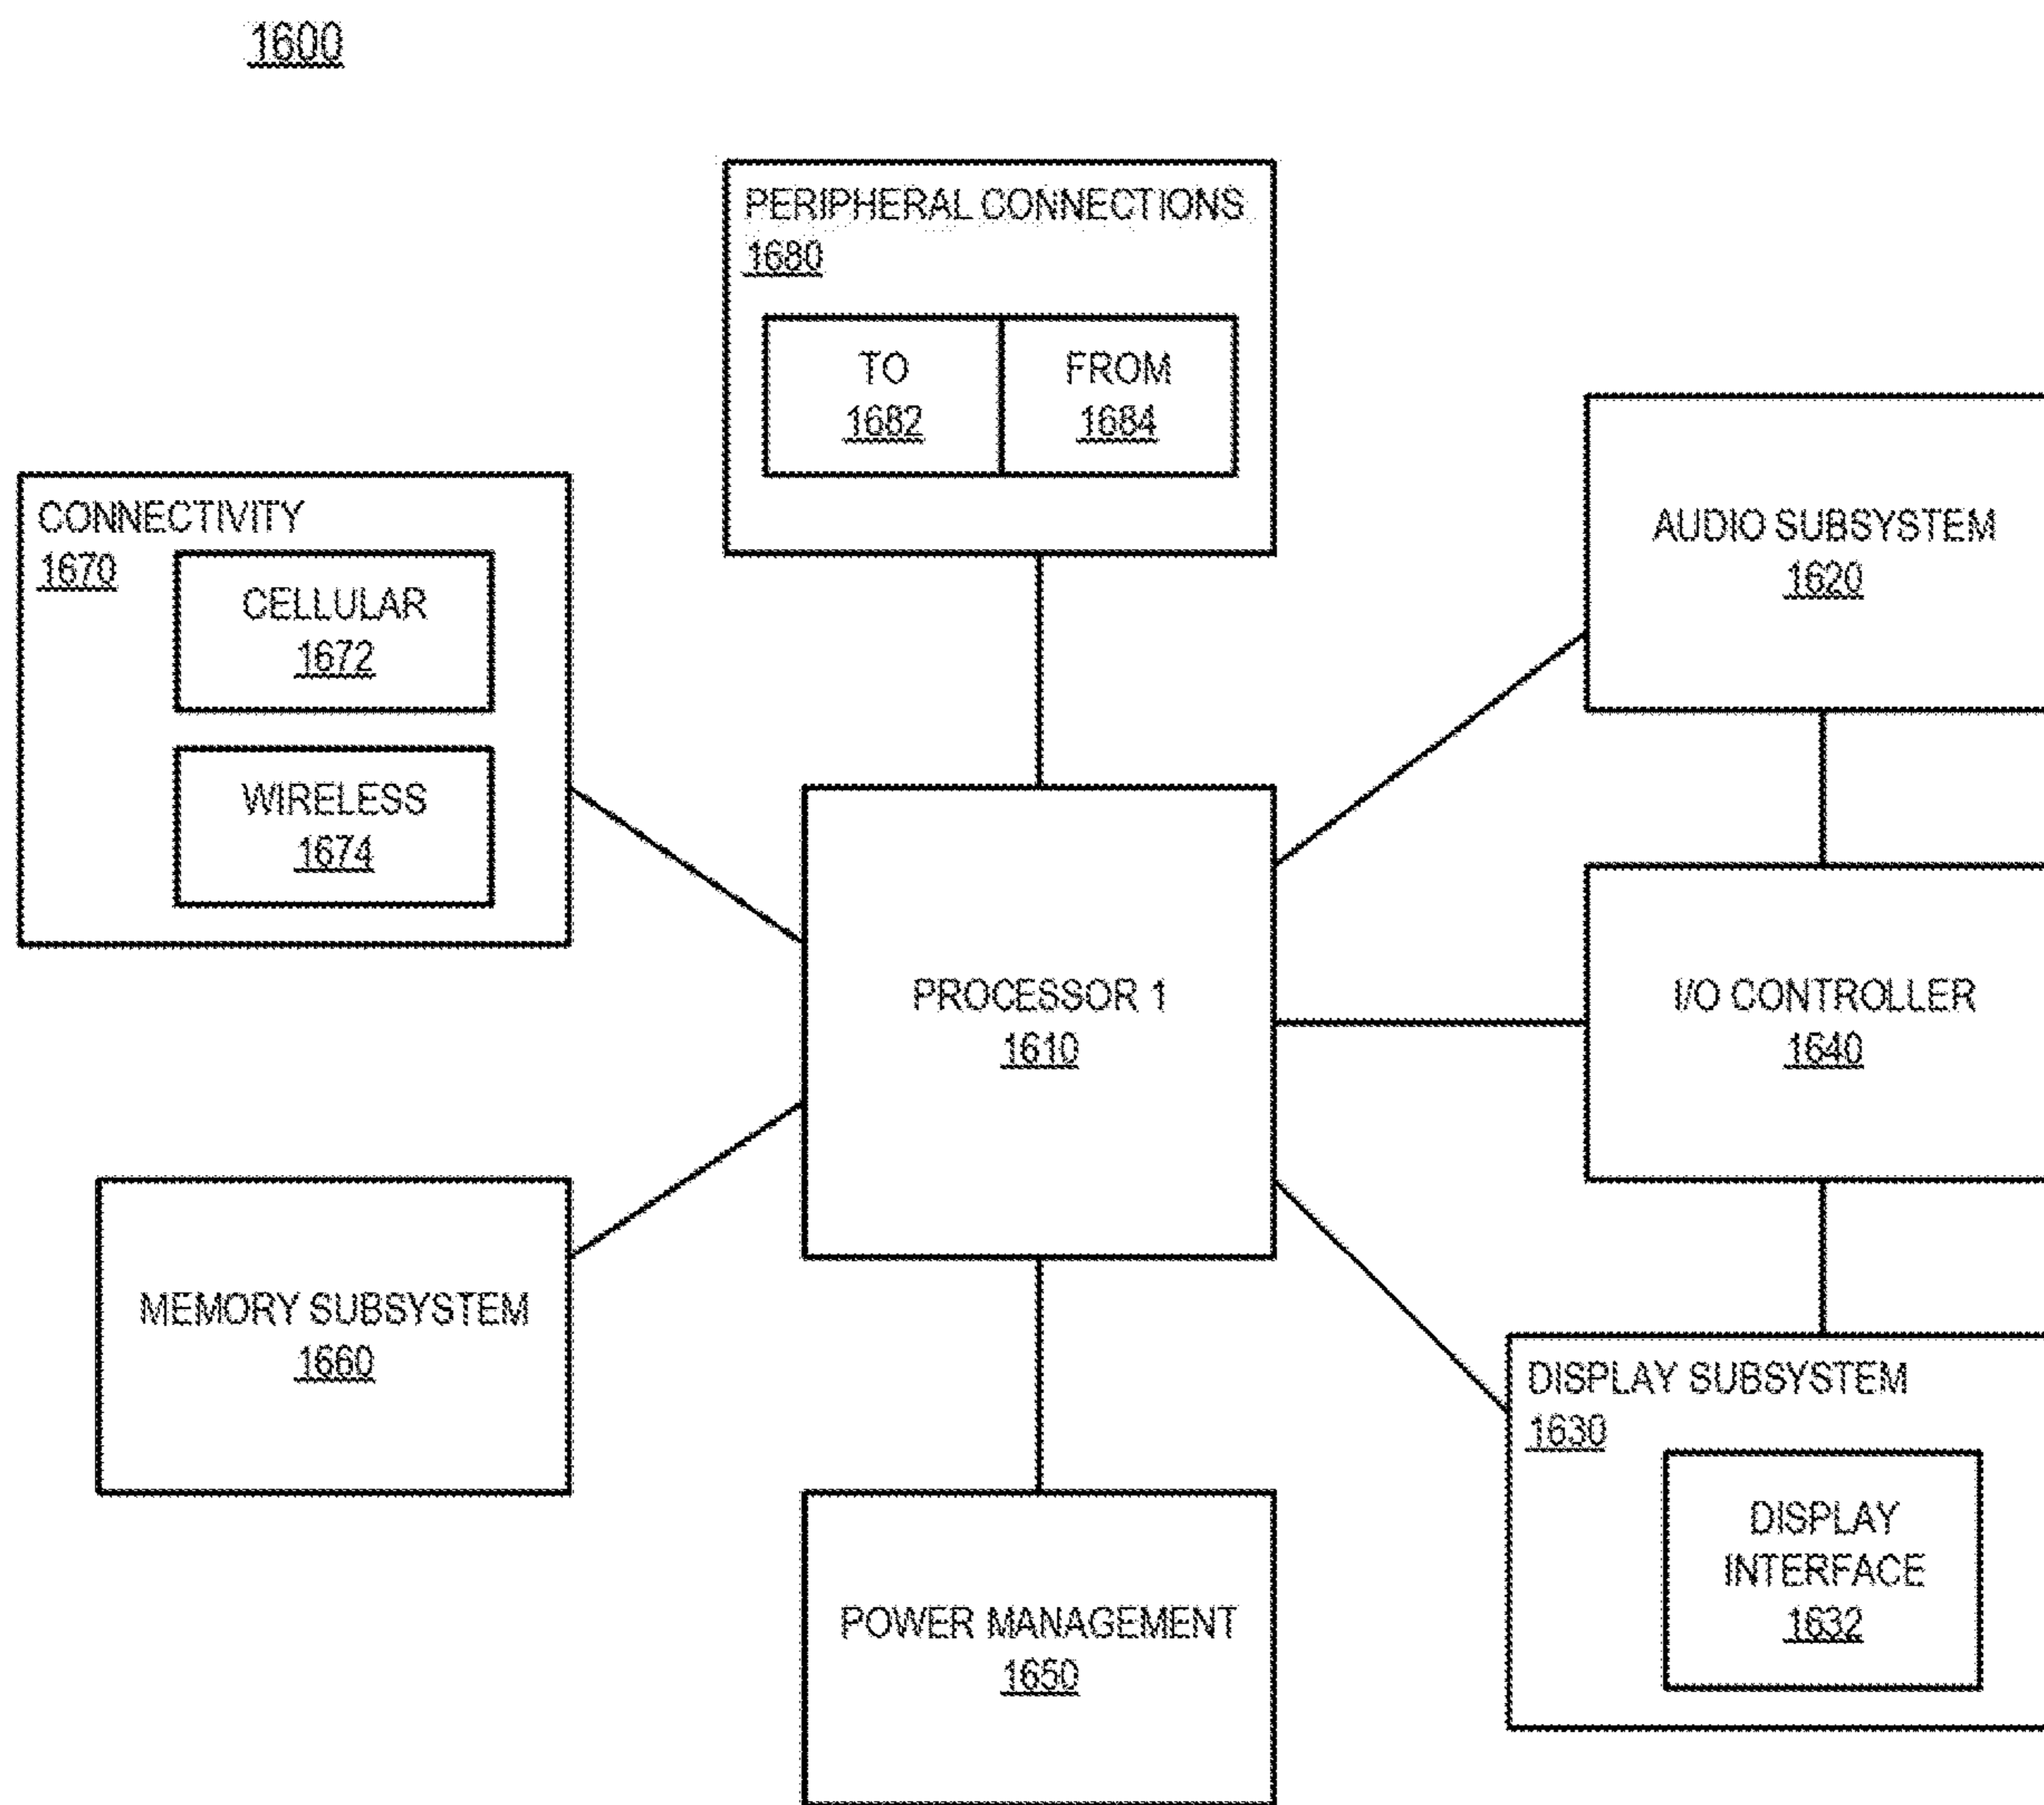 1600
PERIPHERAL CONNECTIONS
1680
TO
1682
FROM
1684
CONNECTIVITY
1670
CELLULAR
1672
WIRELESS
1674
AUDIO SUBSYSTEM
1620
PROCESSOR 1
1610
I/O CONTROLLER
1640
MEMORY SUBSYSTEM
1660
DISPLAY SUBSYSTEM
1630
DISPLAY
INTERFACE
1632
POWER MANAGEMENT
1650